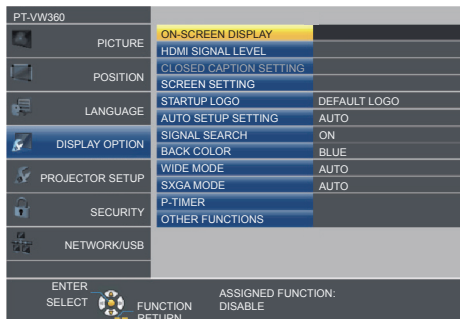 PT-VW360
PICTURE
POSITION
LANGUAGE
DISPLAY OPTION
PROJECTOR SETUP
SECURITY
NETWORK/USB
ON-SCREEN DISPLAY
HDMI SIGNAL LEVEL
CLOSED CAPTION SETTING
SCREEN SETTING
STARTUP LOGO DEFAULT LOGO
AUTO SETUP SETTING AUTO
SIGNAL SEARCH ON
BACK COLOR BLUE
WIDE MODE AUTO
SXGA MODE AUTO
P-TIMER
OTHER FUNCTIONS
ENTER
SELECT
FUNCTION
RETURN
ASSIGNED FUNCTION:
DISABLE